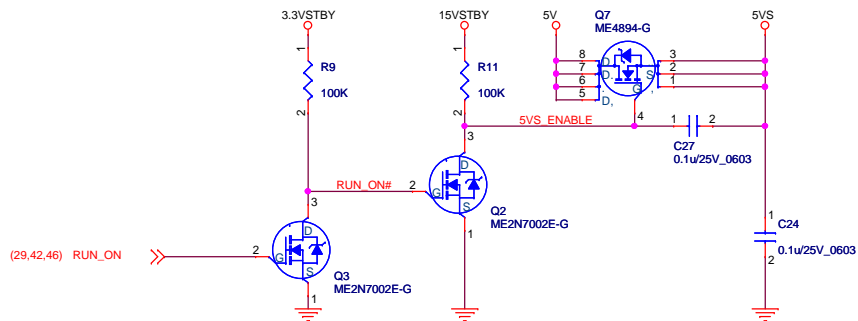 3.3VSTBY
15VSTBY
5V
Q7
ME4894-G
5VS
1
R9
100K
2
1
R11
100K
2
8
7
6
5
D
D
D
S
G
3
2
1
4
5VS_ENABLE
1
2
C27
0.1u/25V_0603
3
D
G
S
RUN_ON#
2
Q2
ME2N7002E-G
1
3
D
G
S
(29,42,46) RUN_ON
2
Q3
ME2N7002E-G
1
1
C24
0.1u/25V_0603
2